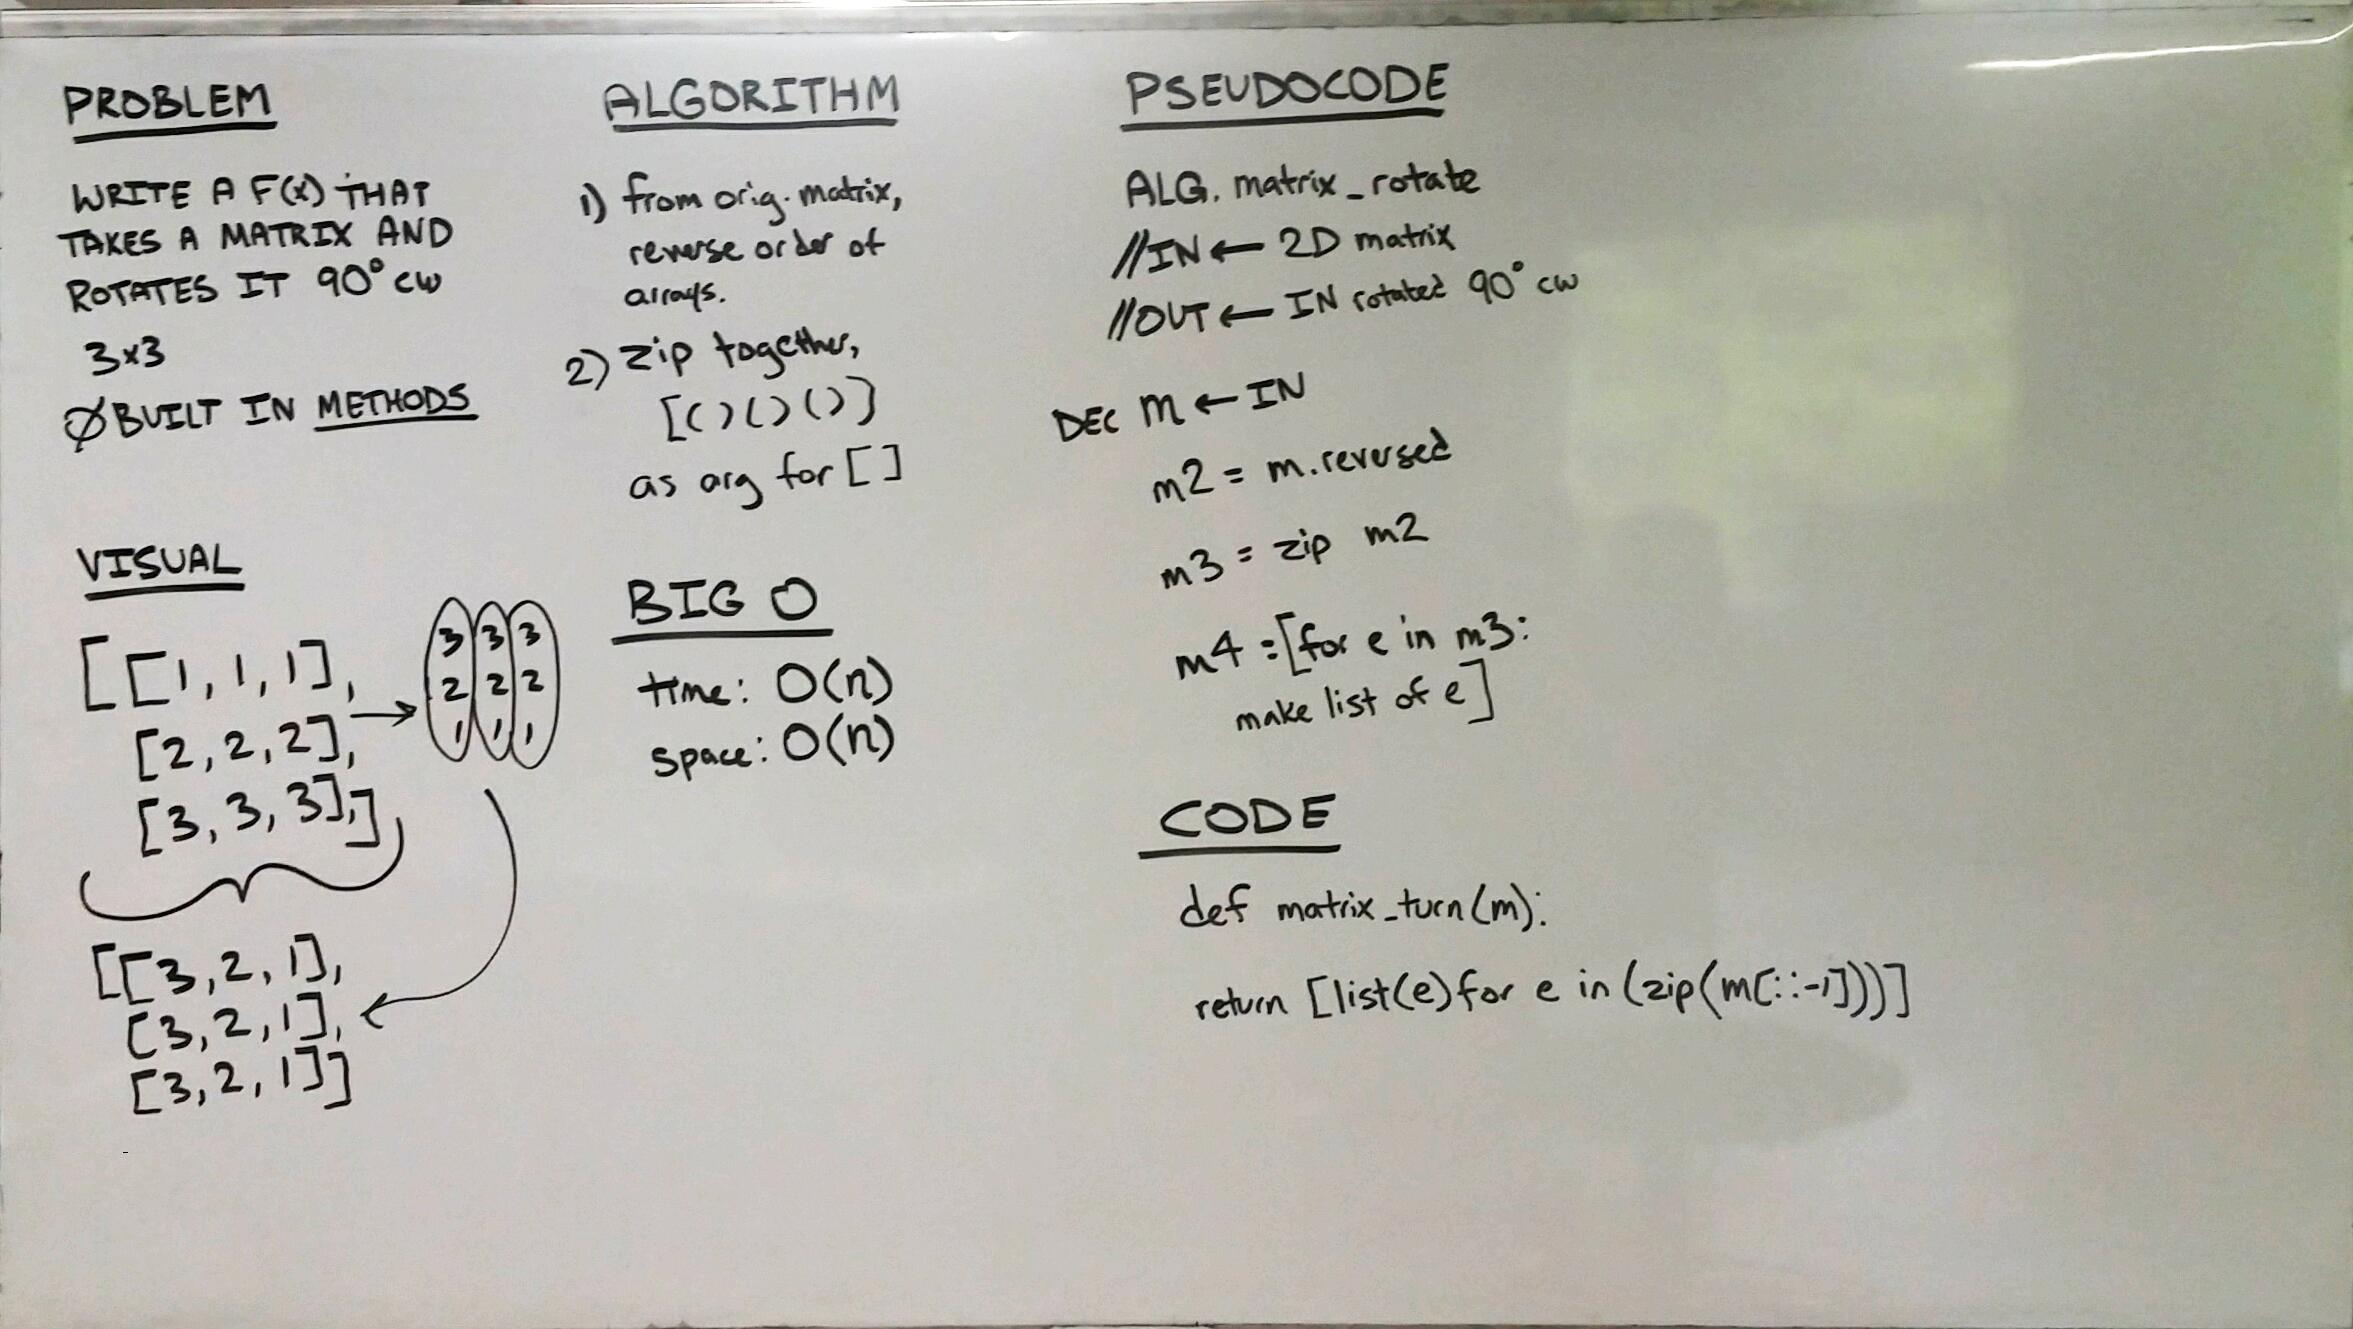 PROBLEM
WRITE A F(x) THAT
TAKES A MATRIX AND
ROTATES IT 90° CW
3x3
∅ BUILT IN METHODS
VISUAL
[[1,1,1],
[2,2,2],
[3,3,3],]
3 3 3
2 2 2
1 1 1
[[3,2,1],
[3,2,1],
[3,2,1]]
ALGORITHM
1) from orig. matrix,
reverse order of
arrays.
2) zip together,
[()()()]
as arg for []
BIG O
time: O(n)
space: O(n)
PSEUDOCODE
ALG. matrix_rotate
//IN ← 2D matrix
//OUT ← IN rotated 90° cw
DEC m ← IN
m2 = m.reversed
m3 = zip m2
m4 = [for e in m3:
make list of e]
CODE
def matrix_turn(m):
return [list(e) for e in (zip(m[::-1]))]